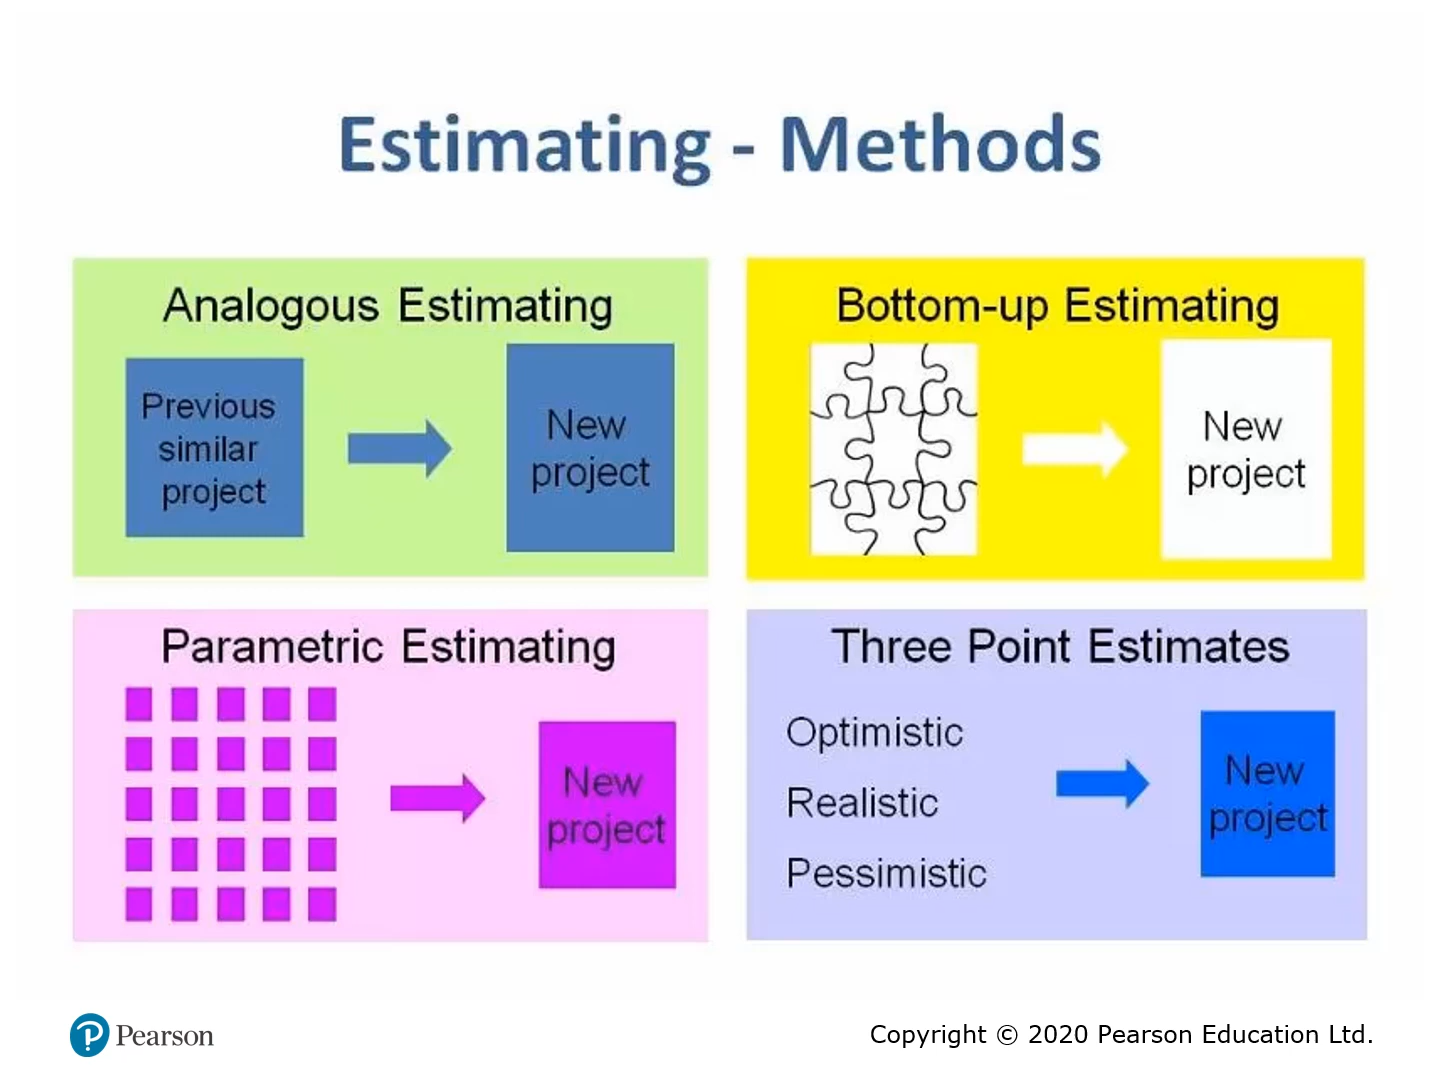 Estimating - Methods
Analogous Estimating
Previous
similar
project
New
project
Bottom-up Estimating
New
project
Parametric Estimating
New
project
Three Point Estimates
Optimistic
Realistic
Pessimistic
New
project
Pearson
Copyright © 2020 Pearson Education Ltd.